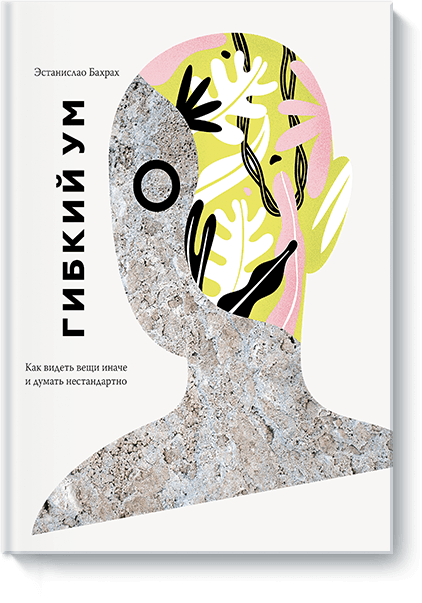 Эстанислао Бахрах
ГИБКИЙ УМ
Как видеть вещи иначе
и думать нестандартно